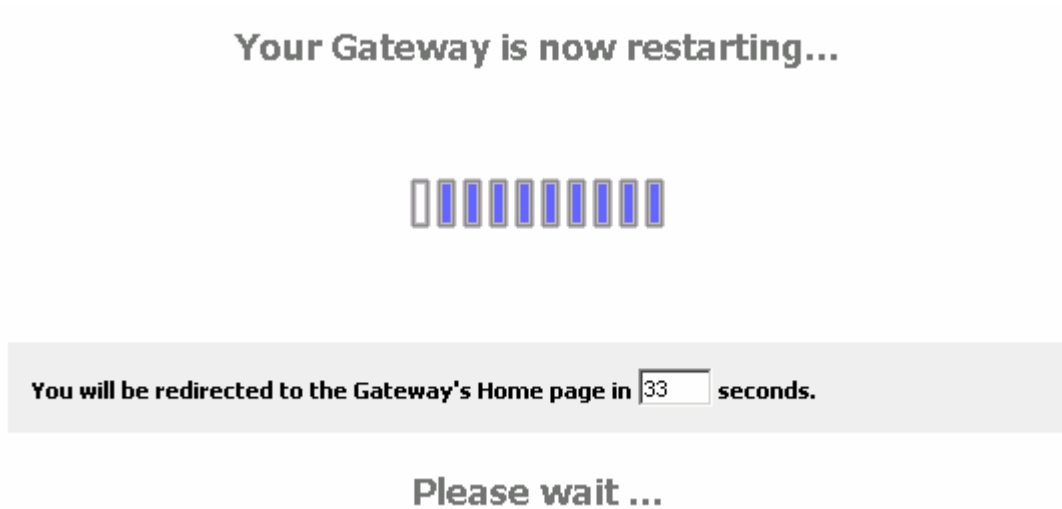 Your Gateway is now restarting...
You will be redirected to the Gateway's Home page in 33 seconds.
Please wait ...